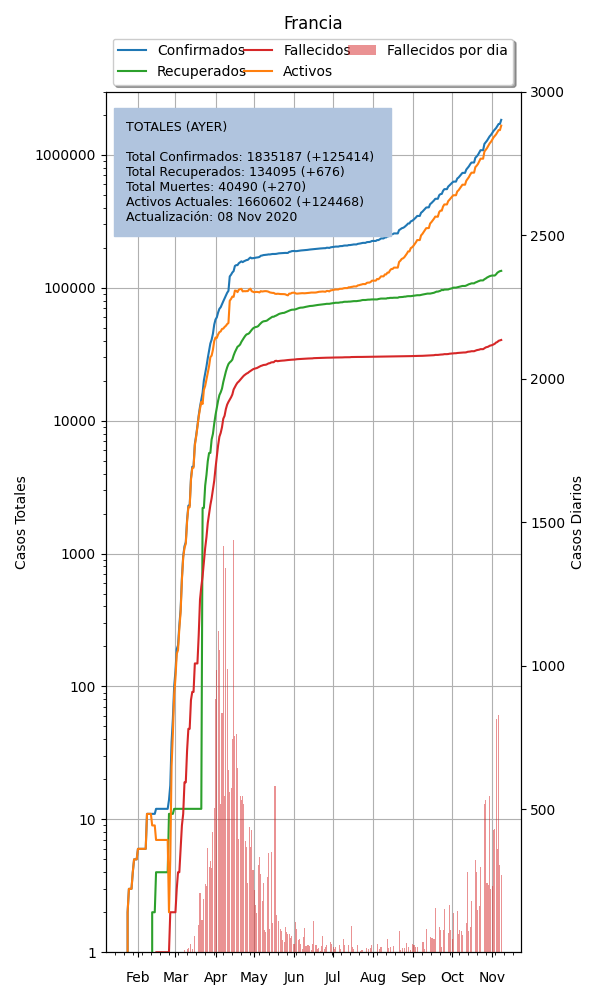 Francia
Confirmados
Fallecidos
Fallecidos por dia
Recuperados
Activos
TOTALES (AYER)
Total Confirmados: 1835187 (+125414)
Total Recuperados: 134095 (+676)
Total Muertes: 40490 (+270)
Activos Actuales: 1660602 (+124468)
Actualización: 08 Nov 2020
Casos Totales
1000000
100000
10000
1000
100
10
1
3000
2500
2000
1500
1000
500
Casos Diarios
Feb Mar Apr May Jun Jul Aug Sep Oct Nov